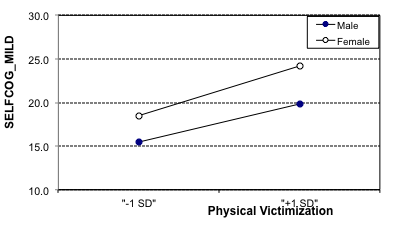 30.0
Male
Female
25.0
20.0
15.0
10.0
SELFCOG_MILD
"-1 SD"
"+1 SD"
Physical Victimization